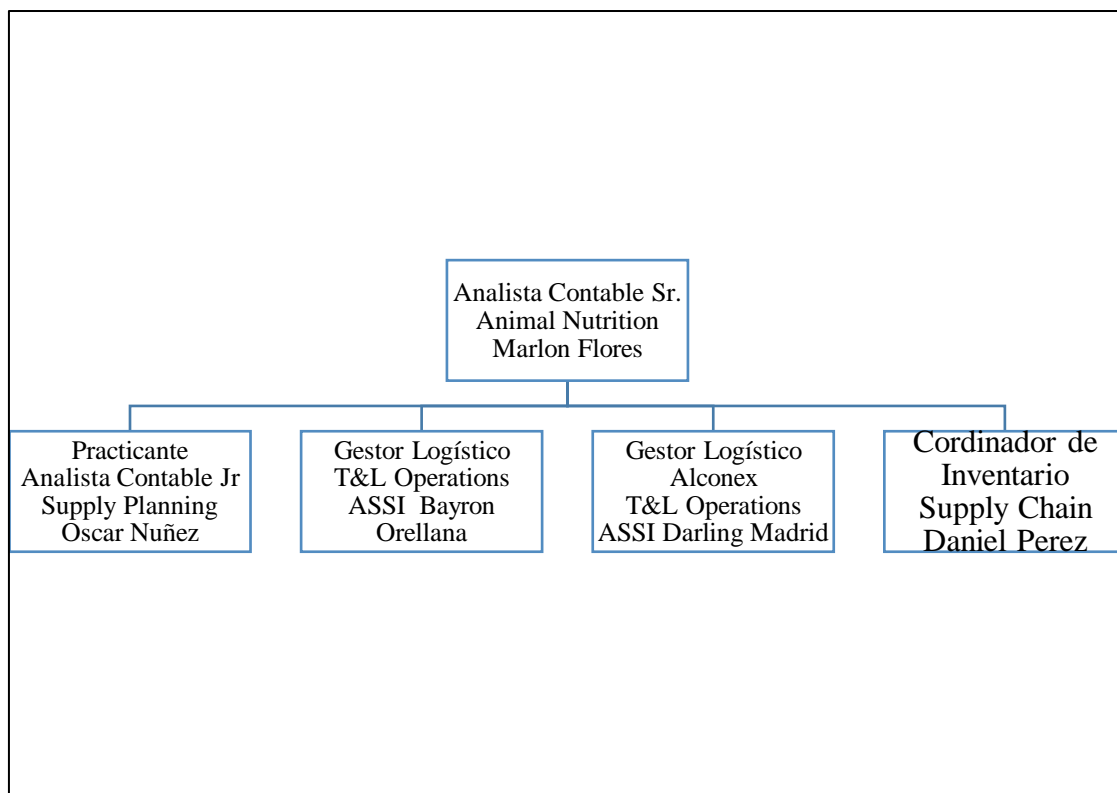 Analista Contable Sr.
Animal Nutrition
Marlon Flores
Practicante
Analista Contable Jr
Supply Planning
Oscar Nuñez
Gestor Logístico
T&L Operations
ASSI  Bayron
Orellana
Gestor Logístico
Alconex
T&L Operations
ASSI Darling Madrid
Cordinador de
Inventario
Supply Chain
Daniel Perez